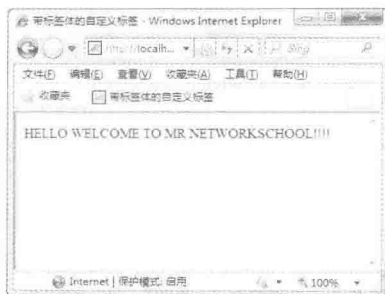 带标签体的自定义标签 - Windows Internet Explorer
http://localh... Bing
文件(F) 编辑(E) 查看(V) 收藏夹(A) 工具(T) 帮助(H)
收藏夹 带标签体的自定义标签
HELLO WELCOME TO MR NETWORKSCHOOL!!!!
Internet | 保护模式: 启用 100%